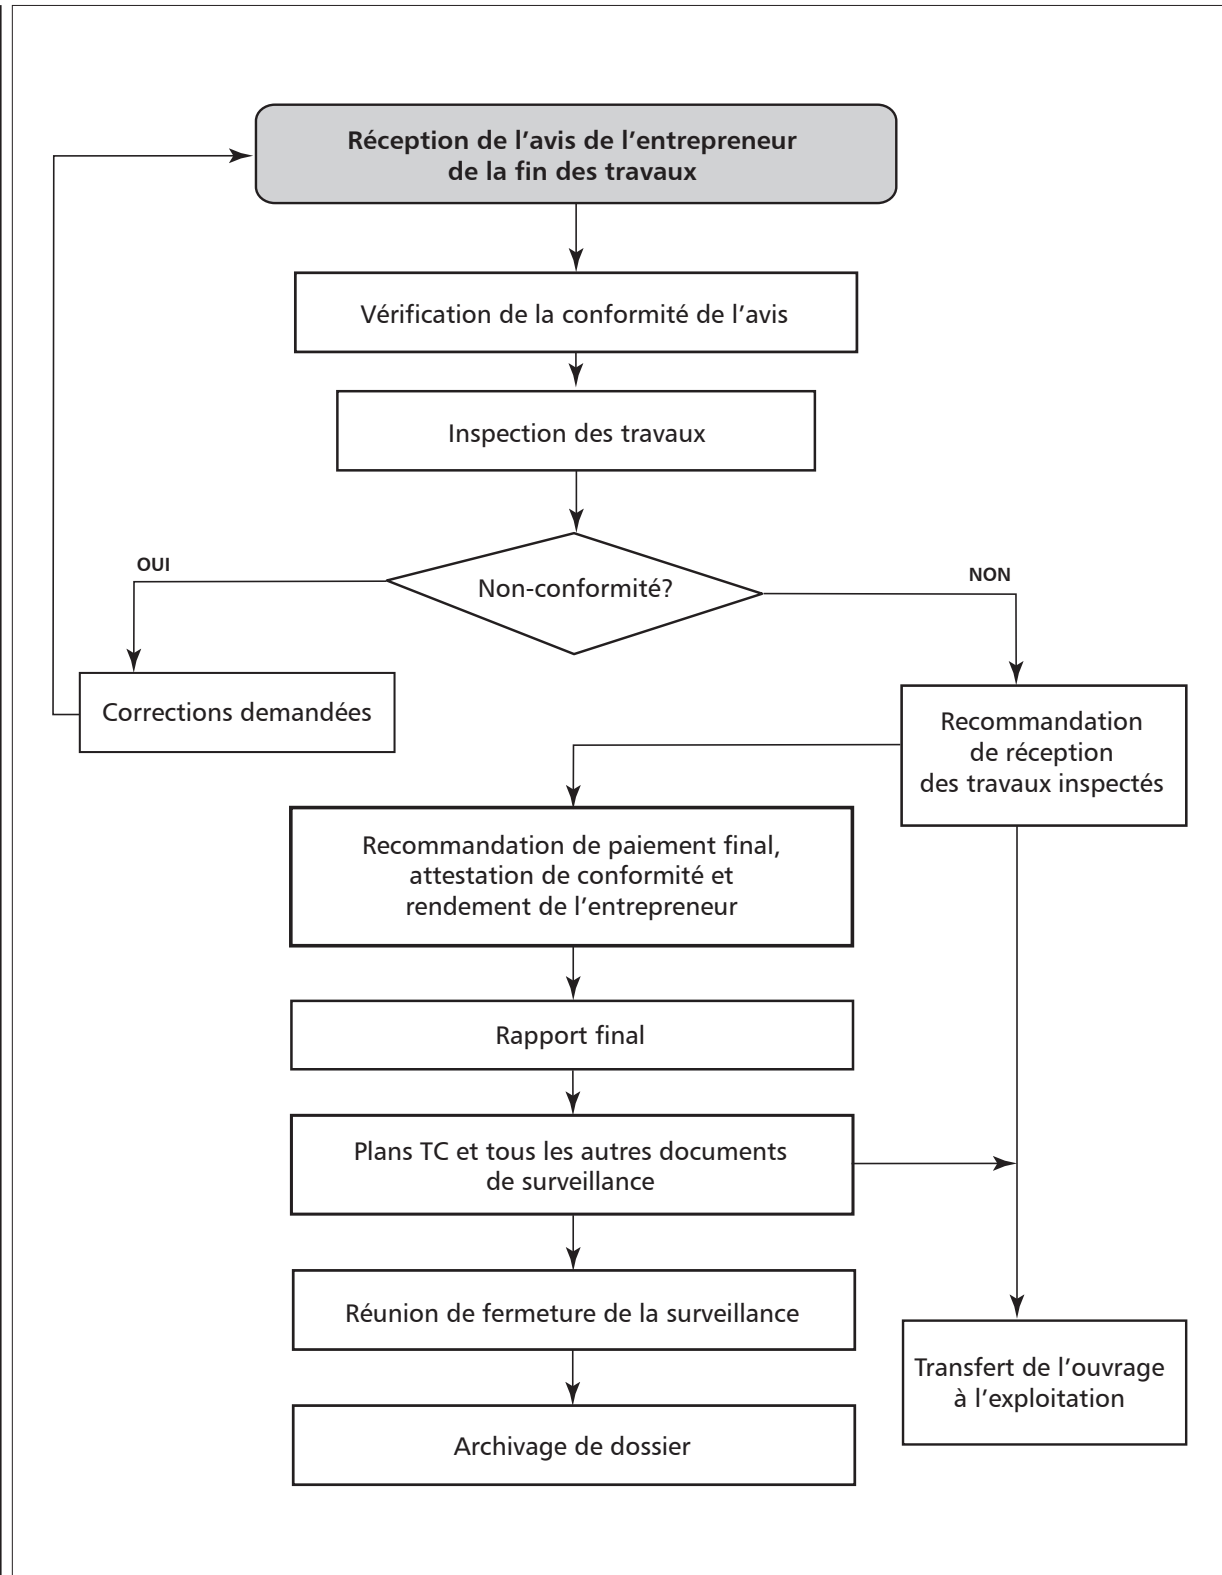 Réception de l’avis de l’entrepreneur
de la fin des travaux
Vérification de la conformité de l’avis
Inspection des travaux
Non-conformité?
OUI
NON
Corrections demandées
Recommandation
de réception
des travaux inspectés
Recommandation de paiement final,
attestation de conformité et
rendement de l’entrepreneur
Rapport final
Plans TC et tous les autres documents
de surveillance
Réunion de fermeture de la surveillance
Transfert de l’ouvrage
à l’exploitation
Archivage de dossier